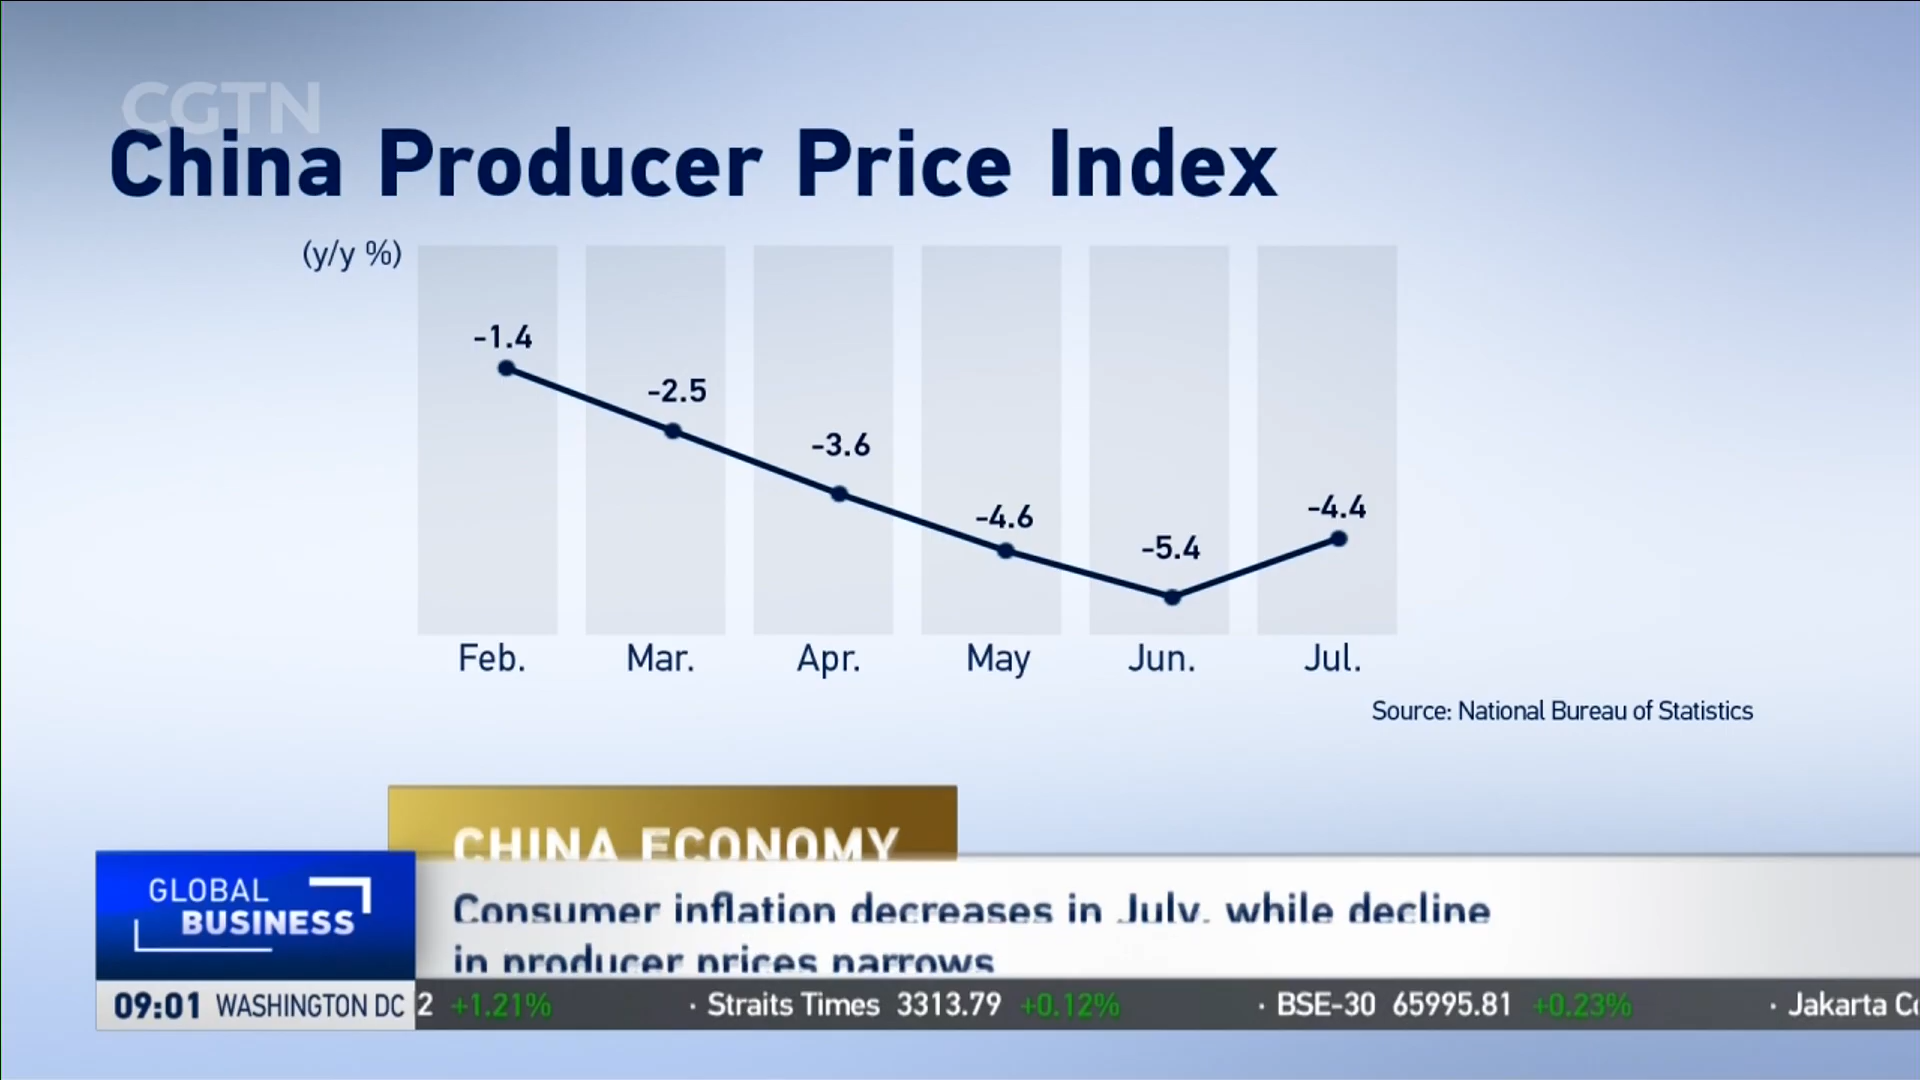 CGTN
China Producer Price Index
(y/y %)
-1.4
-2.5
-3.6
-4.6
-5.4
-4.4
Feb. Mar. Apr. May Jun. Jul.
Source: National Bureau of Statistics
CHINA ECONOMY
GLOBAL
BUSINESS
Consumer inflation decreases in July, while decline
in producer prices narrows
09:01 WASHINGTON DC 2 +1.21% · Straits Times 3313.79 +0.12% · BSE-30 65995.81 +0.23% · Jakarta